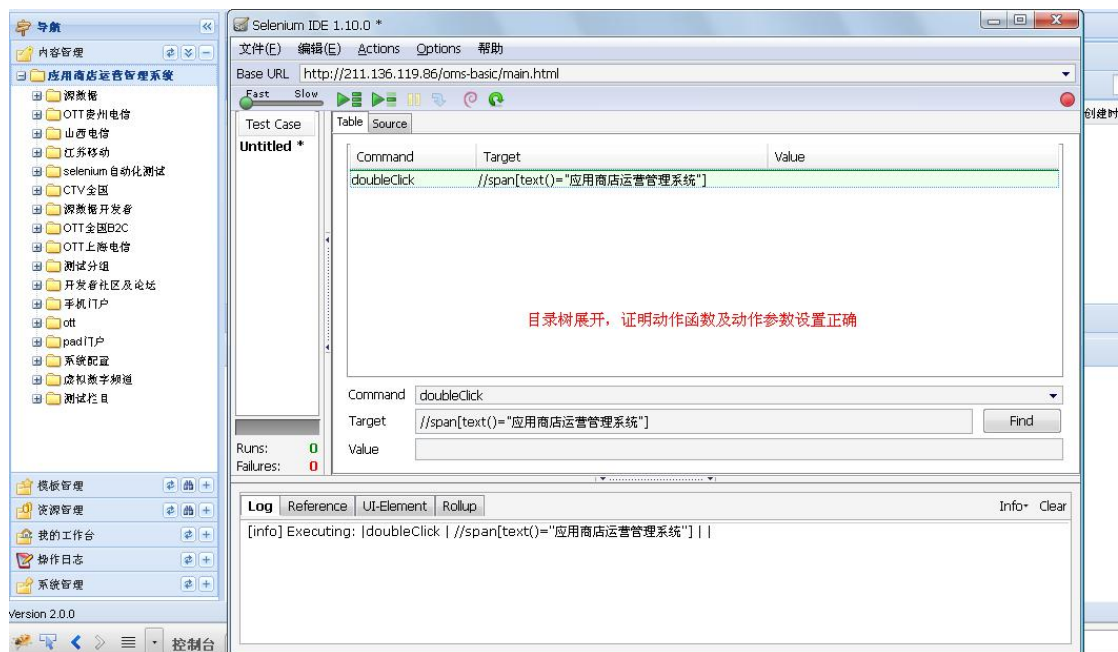 导航
内容管理
应用商店运营管理系统
源数据
OTT贵州电信
山西电信
江苏移动
selenium自动化测试
CTV全国
源数据开发者
OTT全国B2C
OTT上海电信
测试分组
开发者社区及论坛
手机门户
ott
pad门户
系统配置
虚拟数字频道
测试栏目
模板管理
资源管理
我的工作台
操作日志
系统管理
Version 2.0.0
控制台
Selenium IDE 1.10.0 *
文件(F) 编辑(E) Actions Options 帮助
Base URL http://211.136.119.86/oms-basic/main.html
Fast Slow
Test Case
Untitled *
Table Source
Command Target Value
doubleClick //span[text()="应用商店运营管理系统"]
目录树展开，证明动作函数及动作参数设置正确
Command doubleClick
Target //span[text()="应用商店运营管理系统"] Find
Value
Runs: 0
Failures: 0
Log Reference UI-Element Rollup Info Clear
[info] Executing: |doubleClick | //span[text()="应用商店运营管理系统"] | |
创建时